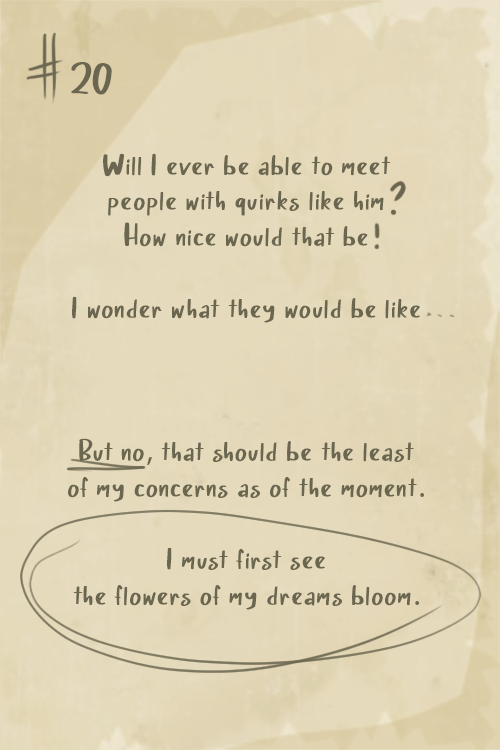 #20
Will I ever be able to meet
people with quirks like him?
How nice would that be!
I wonder what they would be like...
But no, that should be the least
of my concerns as of the moment.
I must first see
the flowers of my dreams bloom.